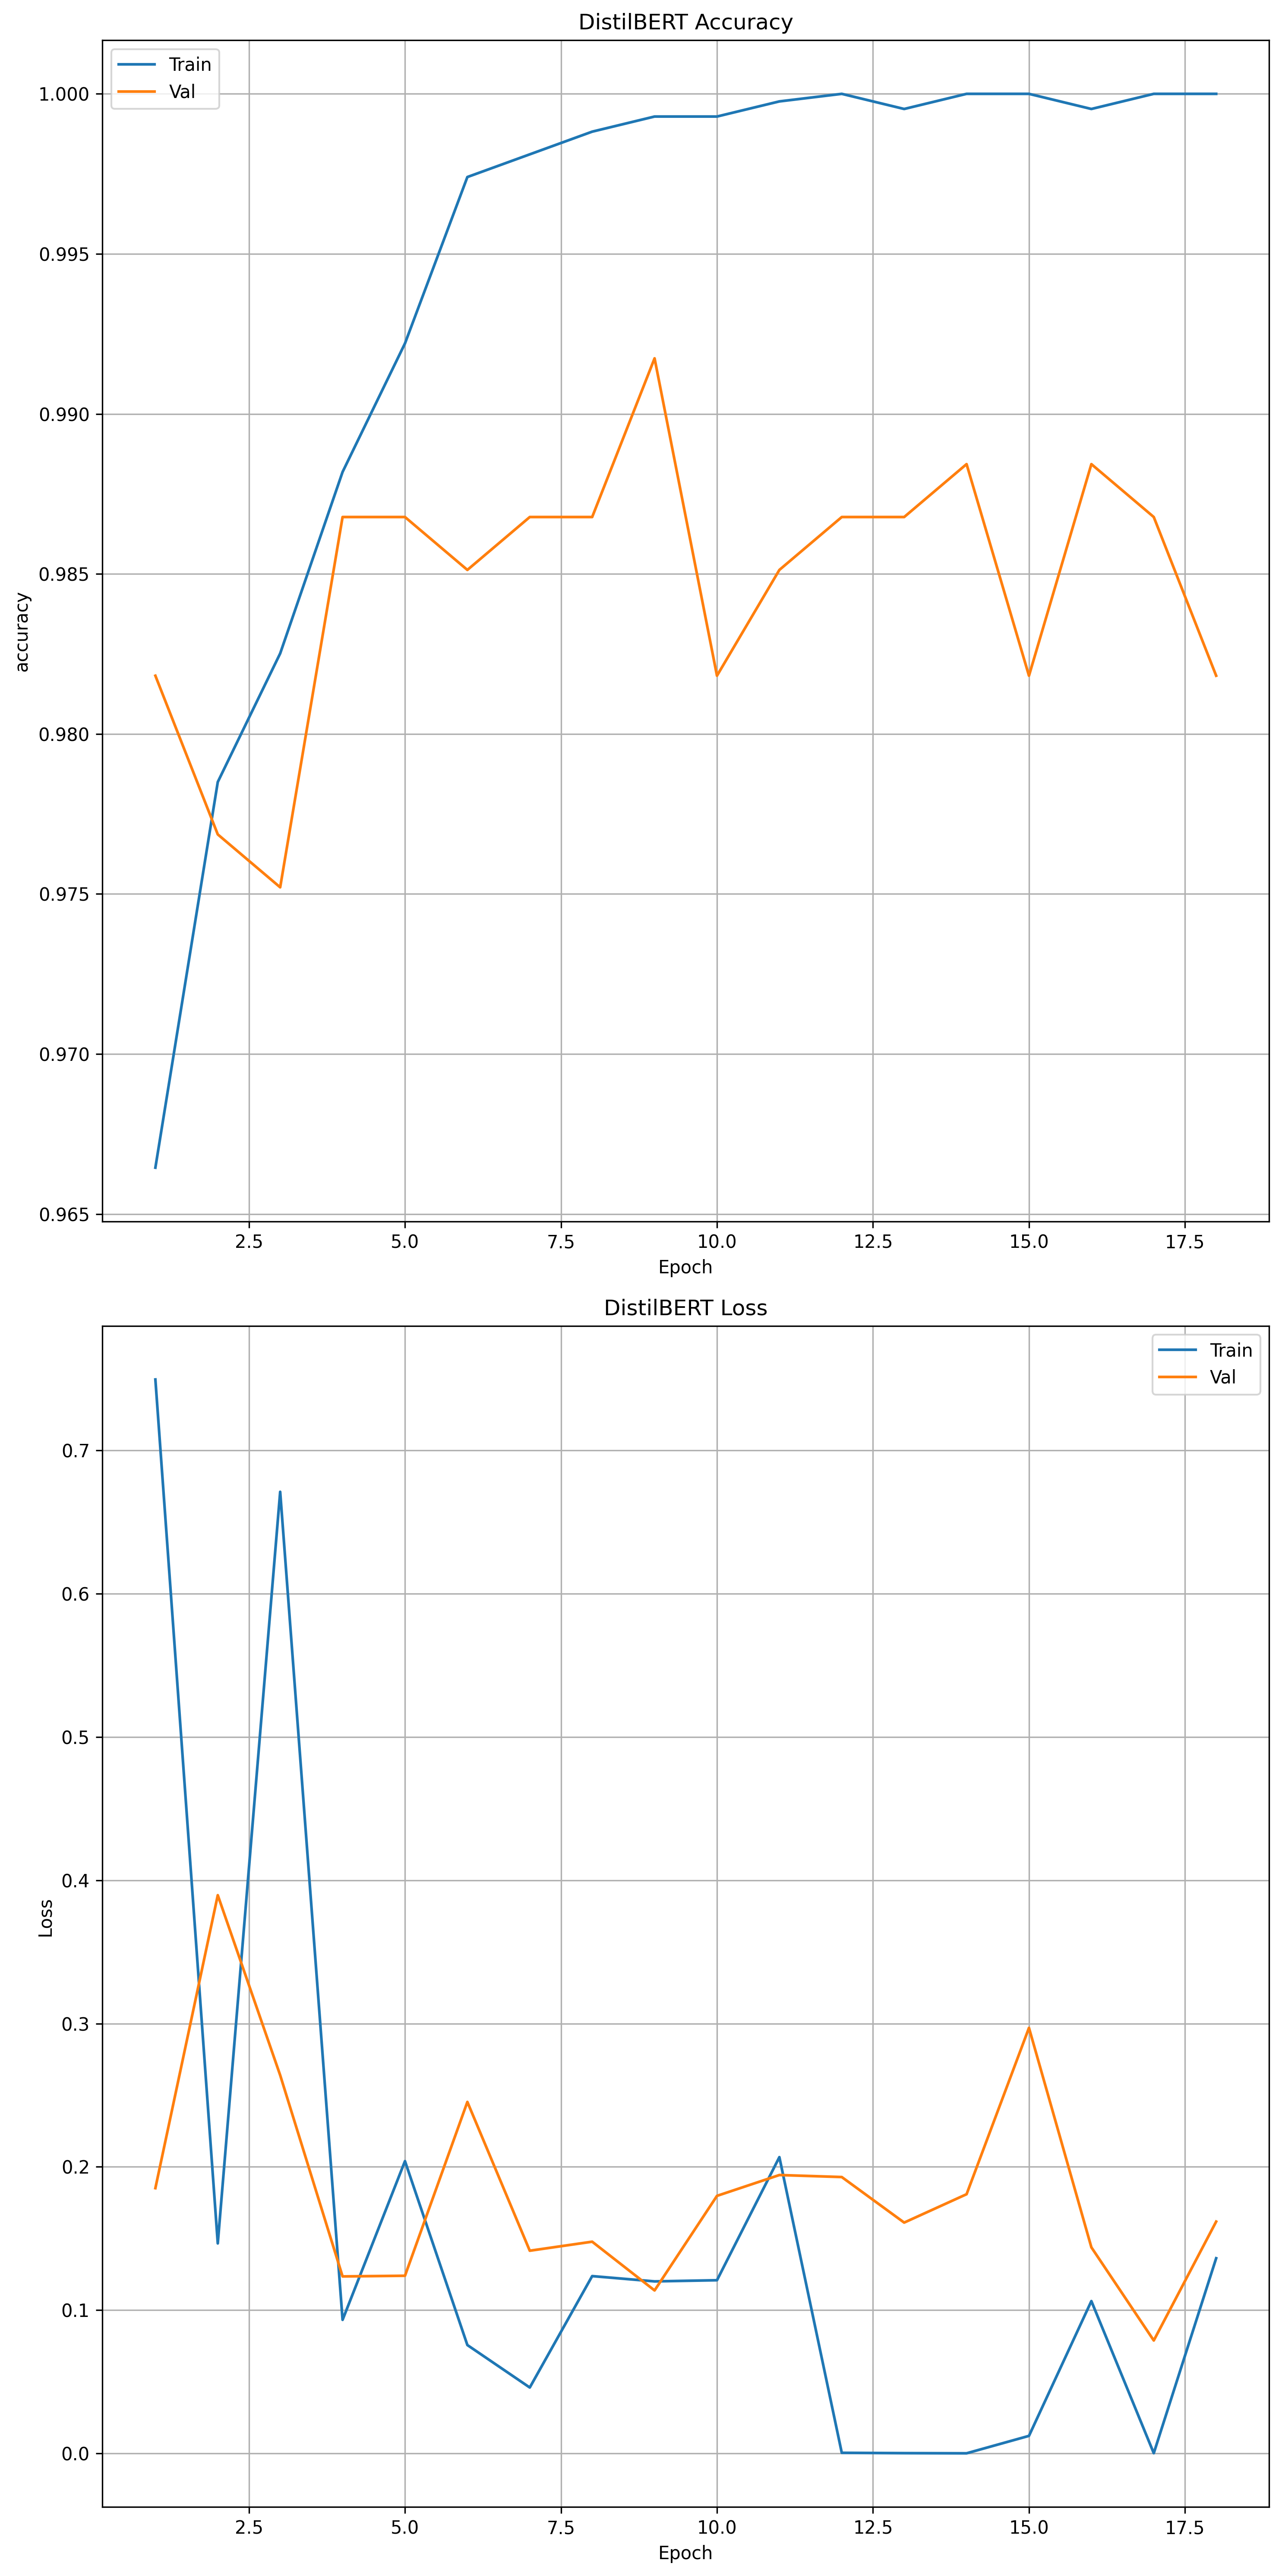 DistilBERT Accuracy
Train
Val
1.000
0.995
0.990
0.985
0.980
0.975
0.970
0.965
accuracy
2.5 5.0 7.5 10.0 12.5 15.0 17.5
Epoch
DistilBERT Loss
Train
Val
0.7
0.6
0.5
0.4
0.3
0.2
0.1
0.0
Loss
2.5 5.0 7.5 10.0 12.5 15.0 17.5
Epoch